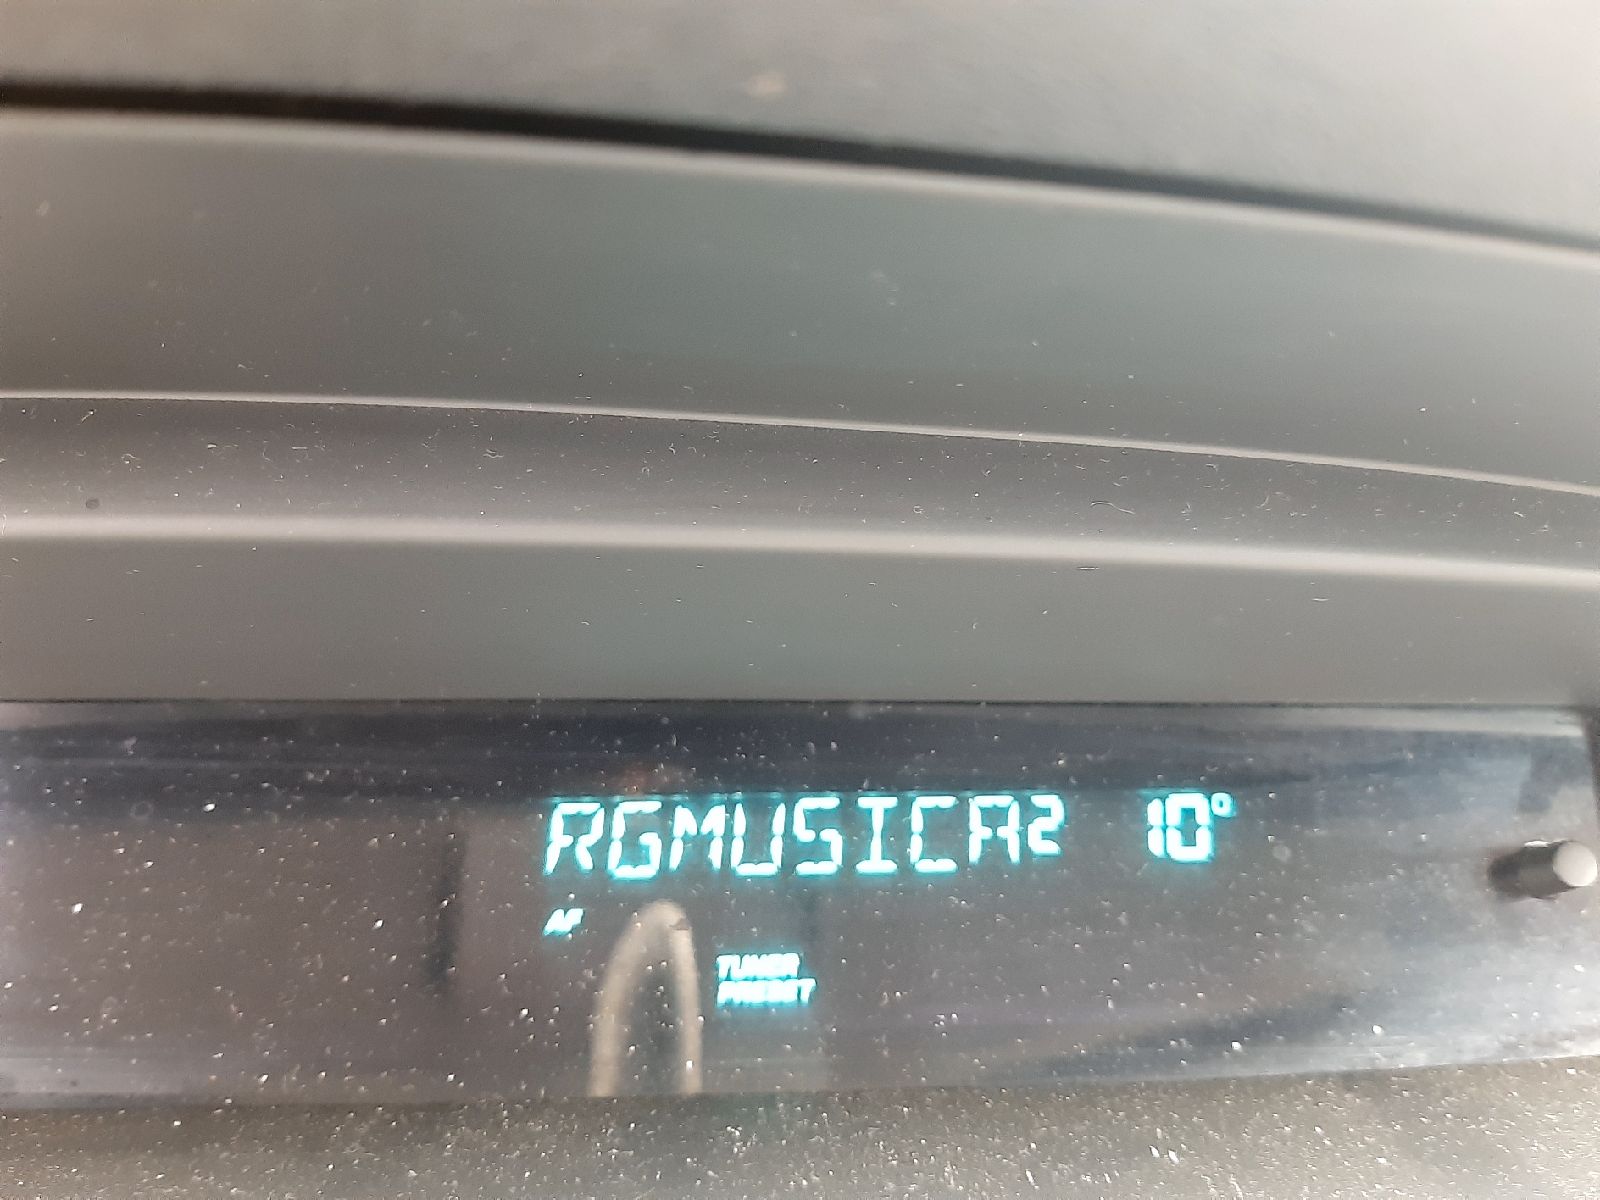 RGMUSICA2 10°
AF
TUNER
PRESET